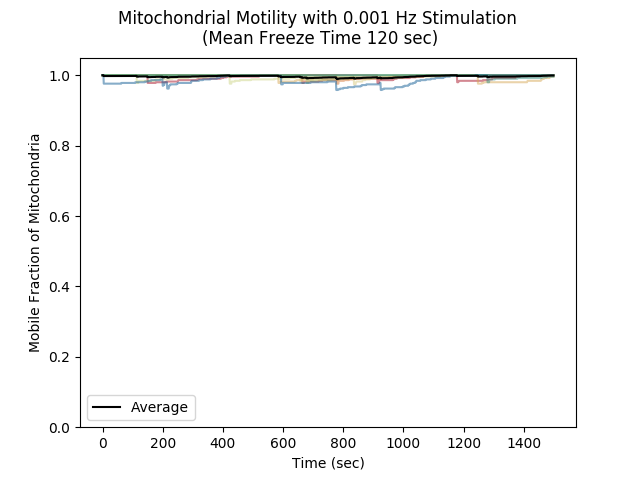 Mitochondrial Motility with 0.001 Hz Stimulation
(Mean Freeze Time 120 sec)
Mobile Fraction of Mitochondria
1.0
0.8
0.6
0.4
0.2
0.0
Average
0 200 400 600 800 1000 1200 1400
Time (sec)